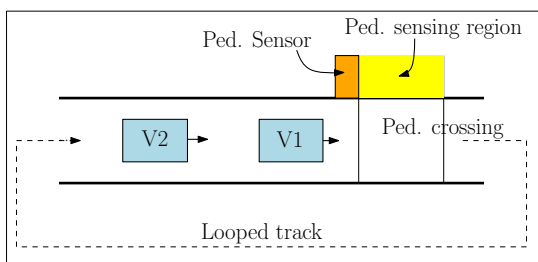 Ped. sensing region
Ped. Sensor
Ped. crossing
V2
V1
Looped track